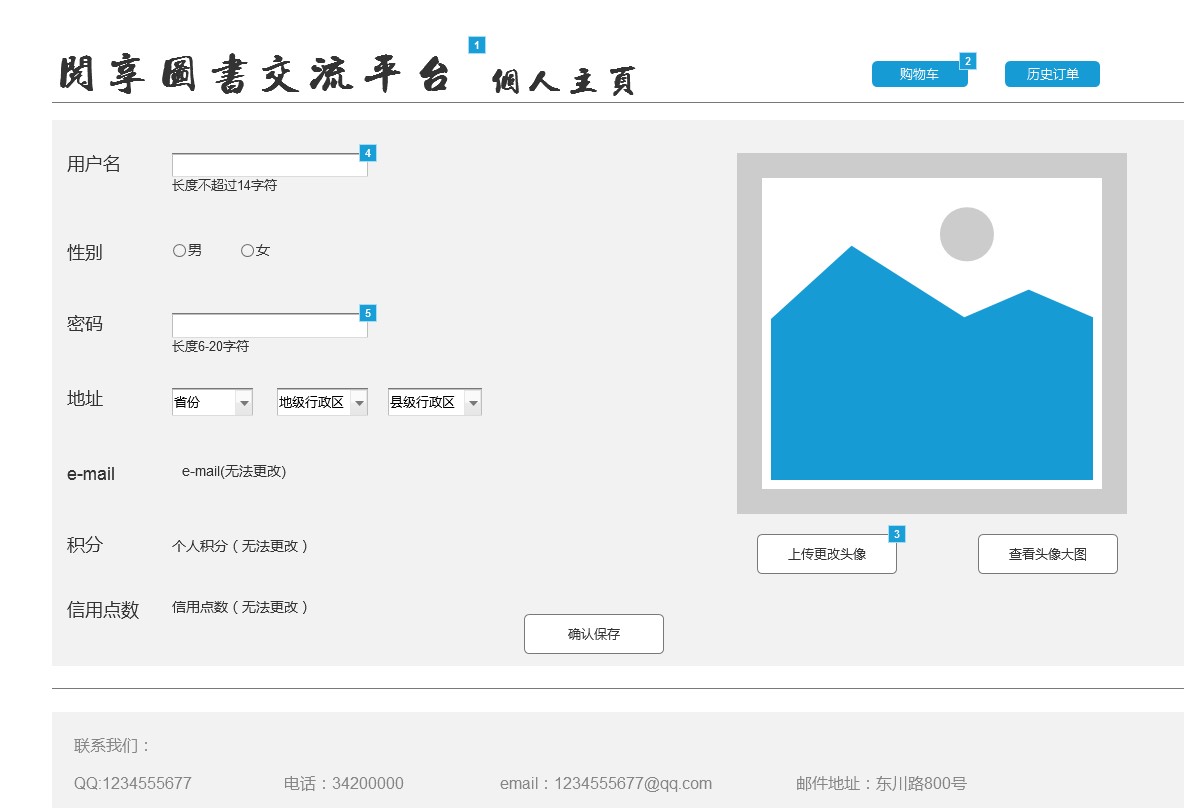 閱享圖書交流平台 1 個人主頁
购物车 2 历史订单
用户名 4
长度不超过14字符
性别 男 女
密码 5
长度6-20字符
地址 省份 地级行政区 县级行政区
e-mail e-mail(无法更改)
积分 个人积分（无法更改）
信用点数 信用点数（无法更改）
上传更改头像 3 查看头像大图
确认保存
联系我们：
QQ:1234555677 电话：34200000 email：1234555677@qq.com 邮件地址：东川路800号